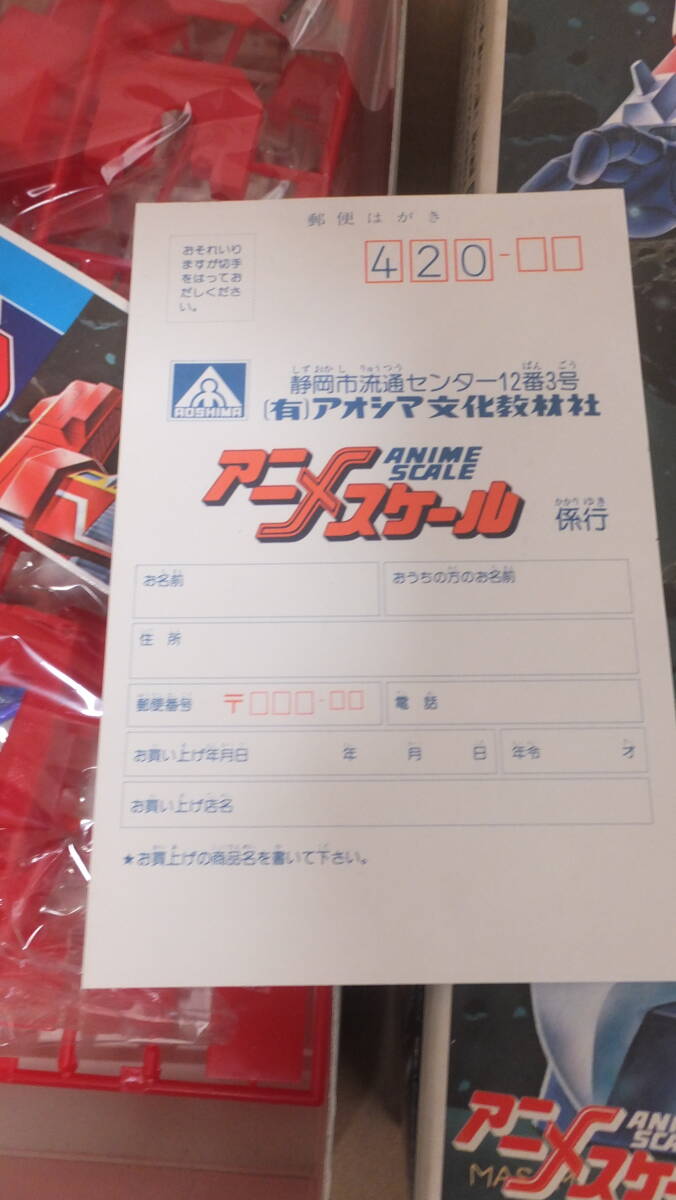 郵便はがき
おそれいり
ますが切手
をはってお
だしくださ
い。
420-
AOSHIMA
しずおかし りゅうつう ばん ごう
静岡市流通センター12番3号
(有)アオシマ文化教材社
アニメスケール
ANIME
SCALE
かかり ゆき
係行
お名前
おうちの方のお名前
住所
郵便番号 〒 -
電話
お買い上げ年月日 年 月 日
年令 才
お買い上げ店名
★お買上げの商品名を書いて下さい。
アニメスケール